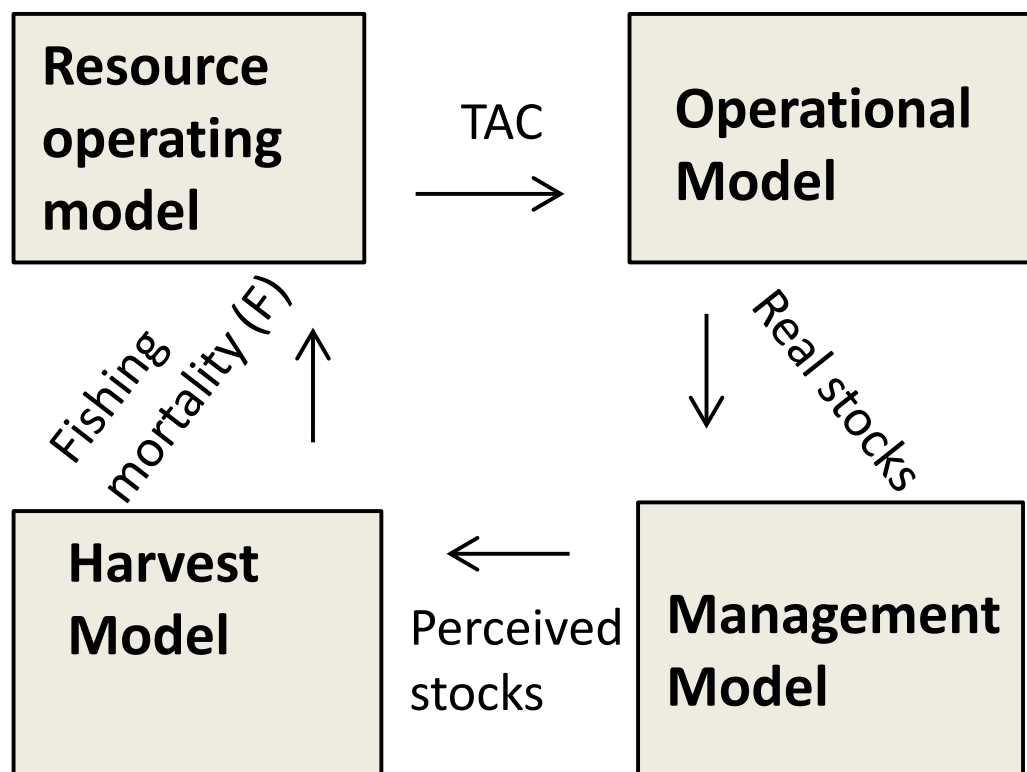 Resource
operating
model
TAC
Operational
Model
Fishing
mortality (F)
Real stocks
Harvest
Model
Perceived
stocks
Management
Model